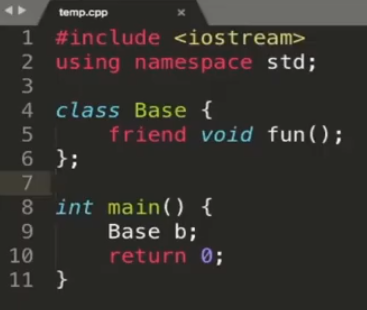 temp.cpp
1 #include <iostream>
2 using namespace std;
3
4 class Base {
5     friend void fun();
6 };
7
8 int main() {
9     Base b;
10     return 0;
11 }